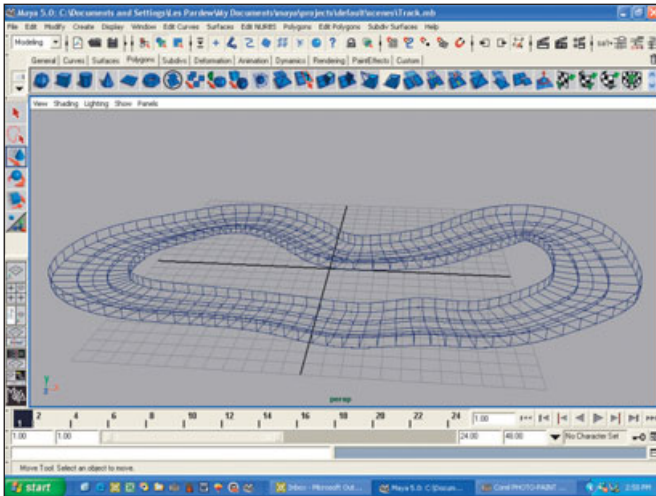 Maya 5.0: C:\Documents and Settings\Les Pardew\My Documents\maya\projects\default\scenes\Track.mb
File Edit Modify Create Display Window Edit Curves Surfaces Edit NURBS Polygons Edit Polygons Subdiv Surfaces Help
Modeling
General Curves Surfaces Polygons Subdivs Deformation Animation Dynamics Rendering PaintEffects Custom
View Shading Lighting Show Panels
y
persp
1 2 4 6 8 10 12 14 16 18 20 22 24 1.00
1.00 1.00 24.00 48.00 No Character Set
Move Tool: Select an object to move.
start Inbox - Microsoft Out... Maya 5.0: C:\Docum... Corel PHOTO-PAINT ... 2:50 PM